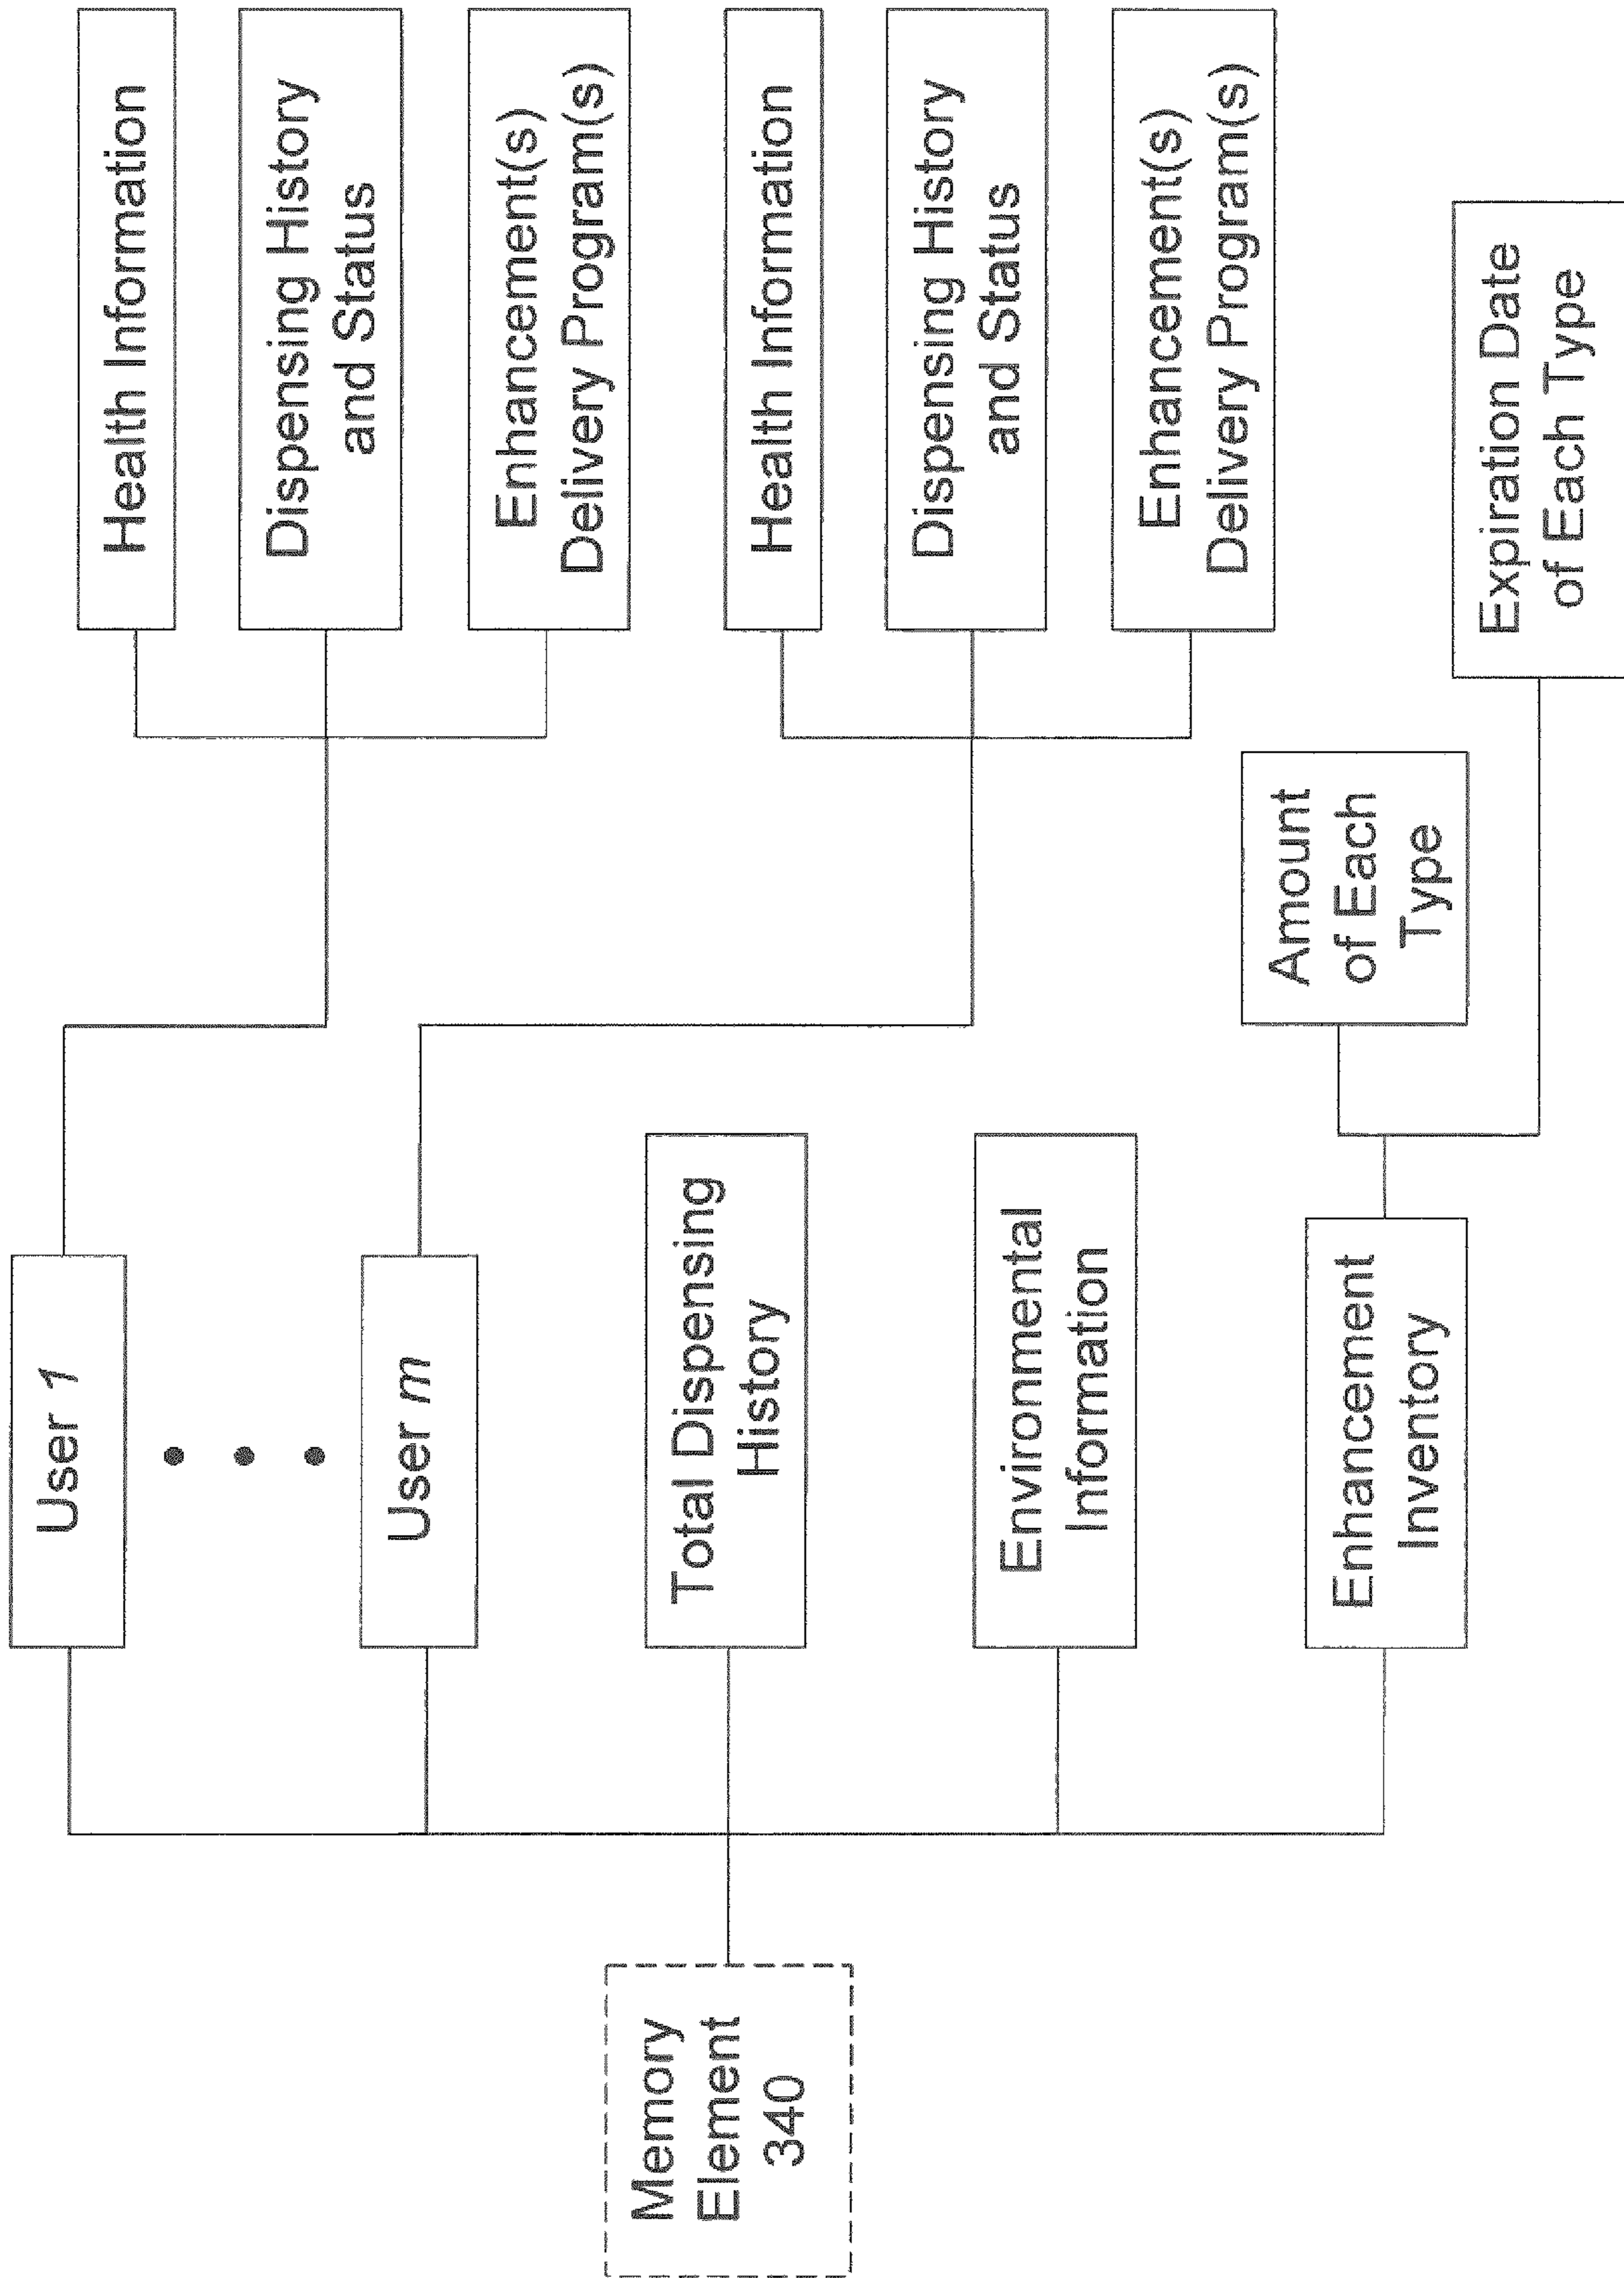 Memory
Element
340
User 1
User m
Total Dispensing
History
Environmental
Information
Enhancement
Inventory
Health Information
Dispensing History
and Status
Enhancement(s)
Delivery Program(s)
Health Information
Dispensing History
and Status
Enhancement(s)
Delivery Program(s)
Amount
of Each
Type
Expiration Date
of Each Type